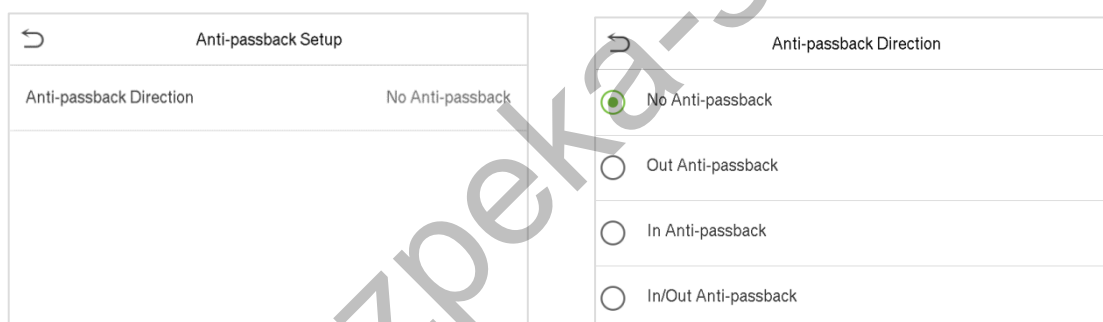 Anti-passback Setup
Anti-passback Direction No Anti-passback
Anti-passback Direction
No Anti-passback
Out Anti-passback
In Anti-passback
In/Out Anti-passback
zpeka-